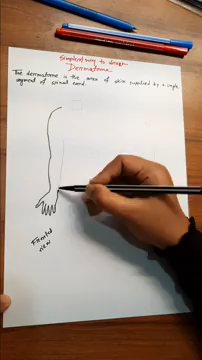 Simplest way to draw
Dermatome
The dermatome is the area of skin supplied by a single
segment of spinal cord.
Frontal
view